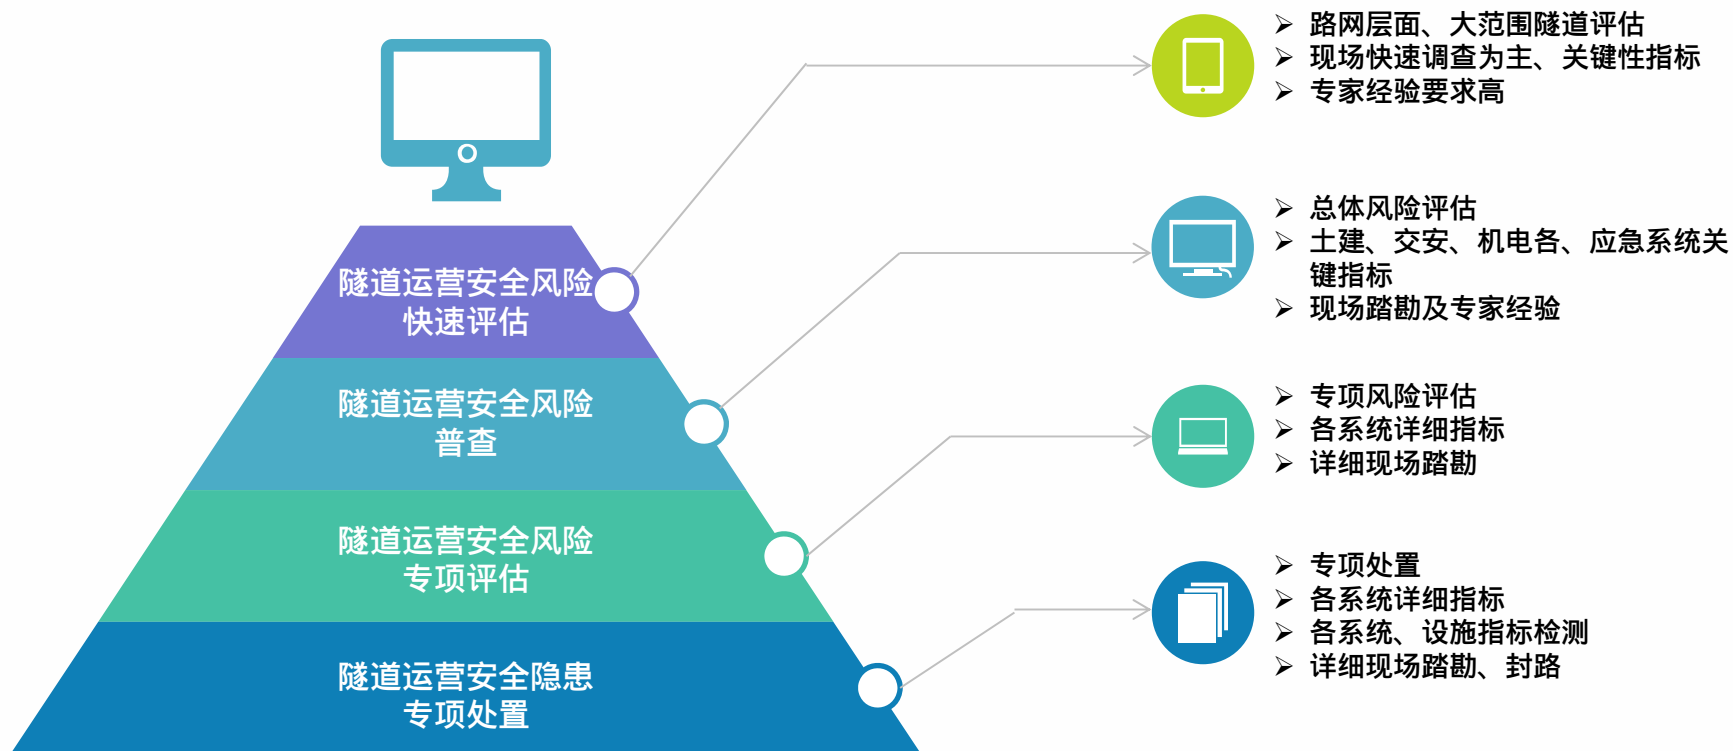 隧道运营安全风险
快速评估
隧道运营安全风险
普查
隧道运营安全风险
专项评估
隧道运营安全隐患
专项处置
➢ 路网层面、大范围隧道评估
➢ 现场快速调查为主、关键性指标
➢ 专家经验要求高
➢ 总体风险评估
➢ 土建、交安、机电各、应急系统关
键指标
➢ 现场踏勘及专家经验
➢ 专项风险评估
➢ 各系统详细指标
➢ 详细现场踏勘
➢ 专项处置
➢ 各系统详细指标
➢ 各系统、设施指标检测
➢ 详细现场踏勘、封路